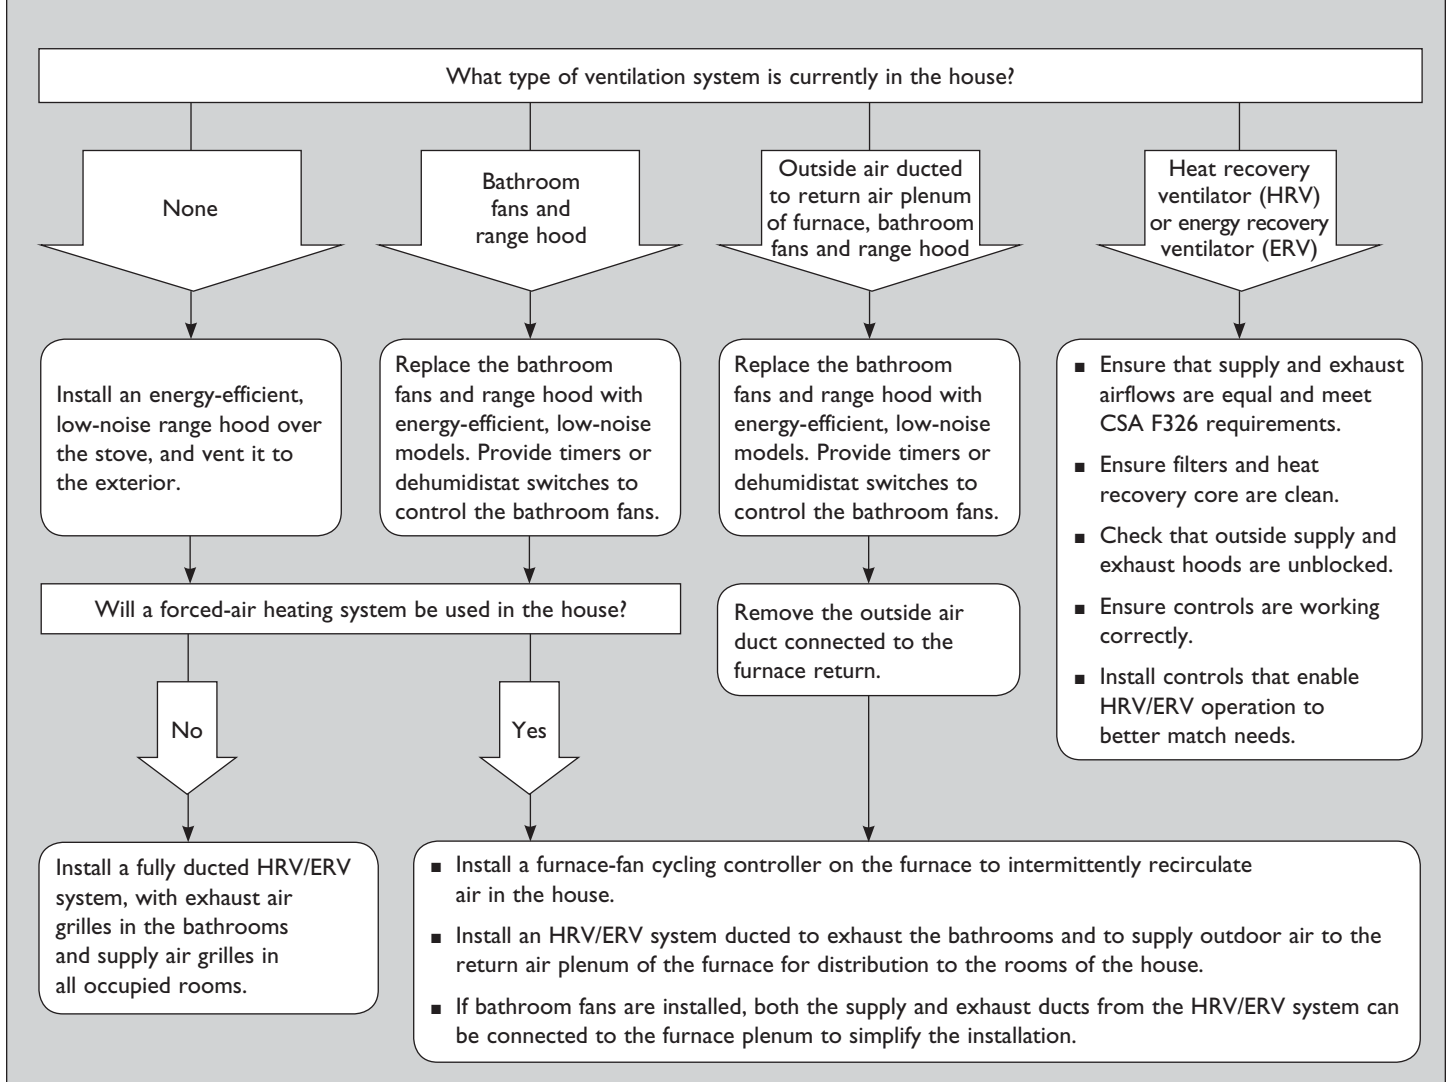 What type of ventilation system is currently in the house?
None
Bathroom
fans and
range hood
Outside air ducted
to return air plenum
of furnace, bathroom
fans and range hood
Heat recovery
ventilator (HRV)
or energy recovery
ventilator (ERV)
Install an energy-efficient,
low-noise range hood over
the stove, and vent it to
the exterior.
Replace the bathroom
fans and range hood with
energy-efficient, low-noise
models. Provide timers or
dehumidistat switches to
control the bathroom fans.
Replace the bathroom
fans and range hood with
energy-efficient, low-noise
models. Provide timers or
dehumidistat switches to
control the bathroom fans.
■ Ensure that supply and exhaust
airflows are equal and meet
CSA F326 requirements.
■ Ensure filters and heat
recovery core are clean.
■ Check that outside supply and
exhaust hoods are unblocked.
■ Ensure controls are working
correctly.
■ Install controls that enable
HRV/ERV operation to
better match needs.
Will a forced-air heating system be used in the house?
Remove the outside air
duct connected to the
furnace return.
No
Yes
Install a fully ducted HRV/ERV
system, with exhaust air
grilles in the bathrooms
and supply air grilles in
all occupied rooms.
■ Install a furnace-fan cycling controller on the furnace to intermittently recirculate
air in the house.
■ Install an HRV/ERV system ducted to exhaust the bathrooms and to supply outdoor air to the
return air plenum of the furnace for distribution to the rooms of the house.
■ If bathroom fans are installed, both the supply and exhaust ducts from the HRV/ERV system can
be connected to the furnace plenum to simplify the installation.